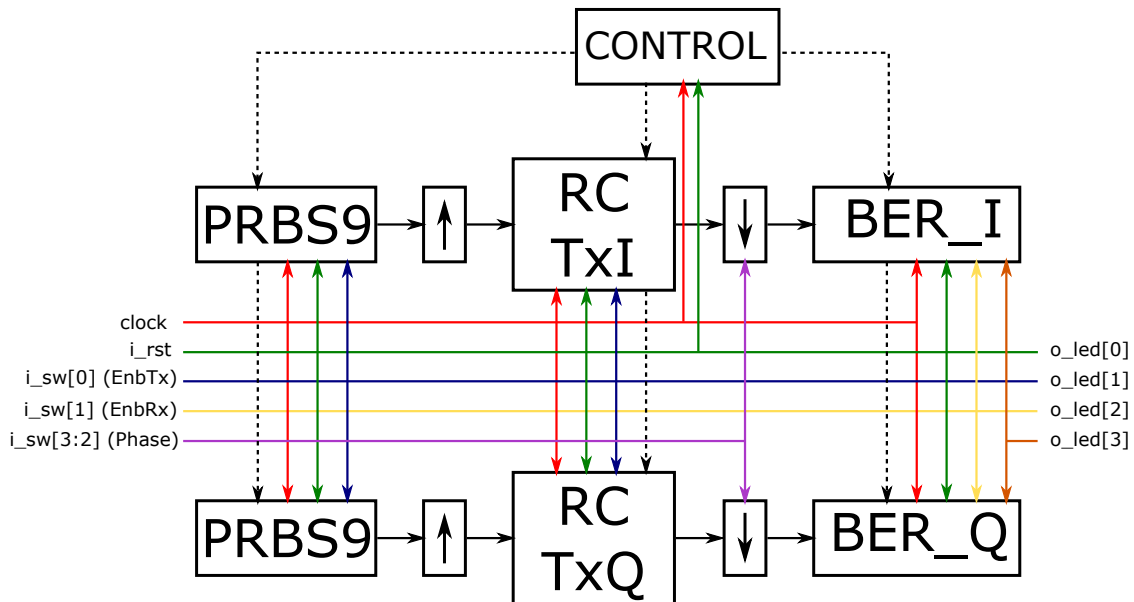 CONTROL
PRBS9
RC
TxI
BER_I
clock
i_rst
o_led[0]
i_sw[0] (EnbTx)
o_led[1]
i_sw[1] (EnbRx)
o_led[2]
i_sw[3:2] (Phase)
o_led[3]
PRBS9
RC
TxQ
BER_Q